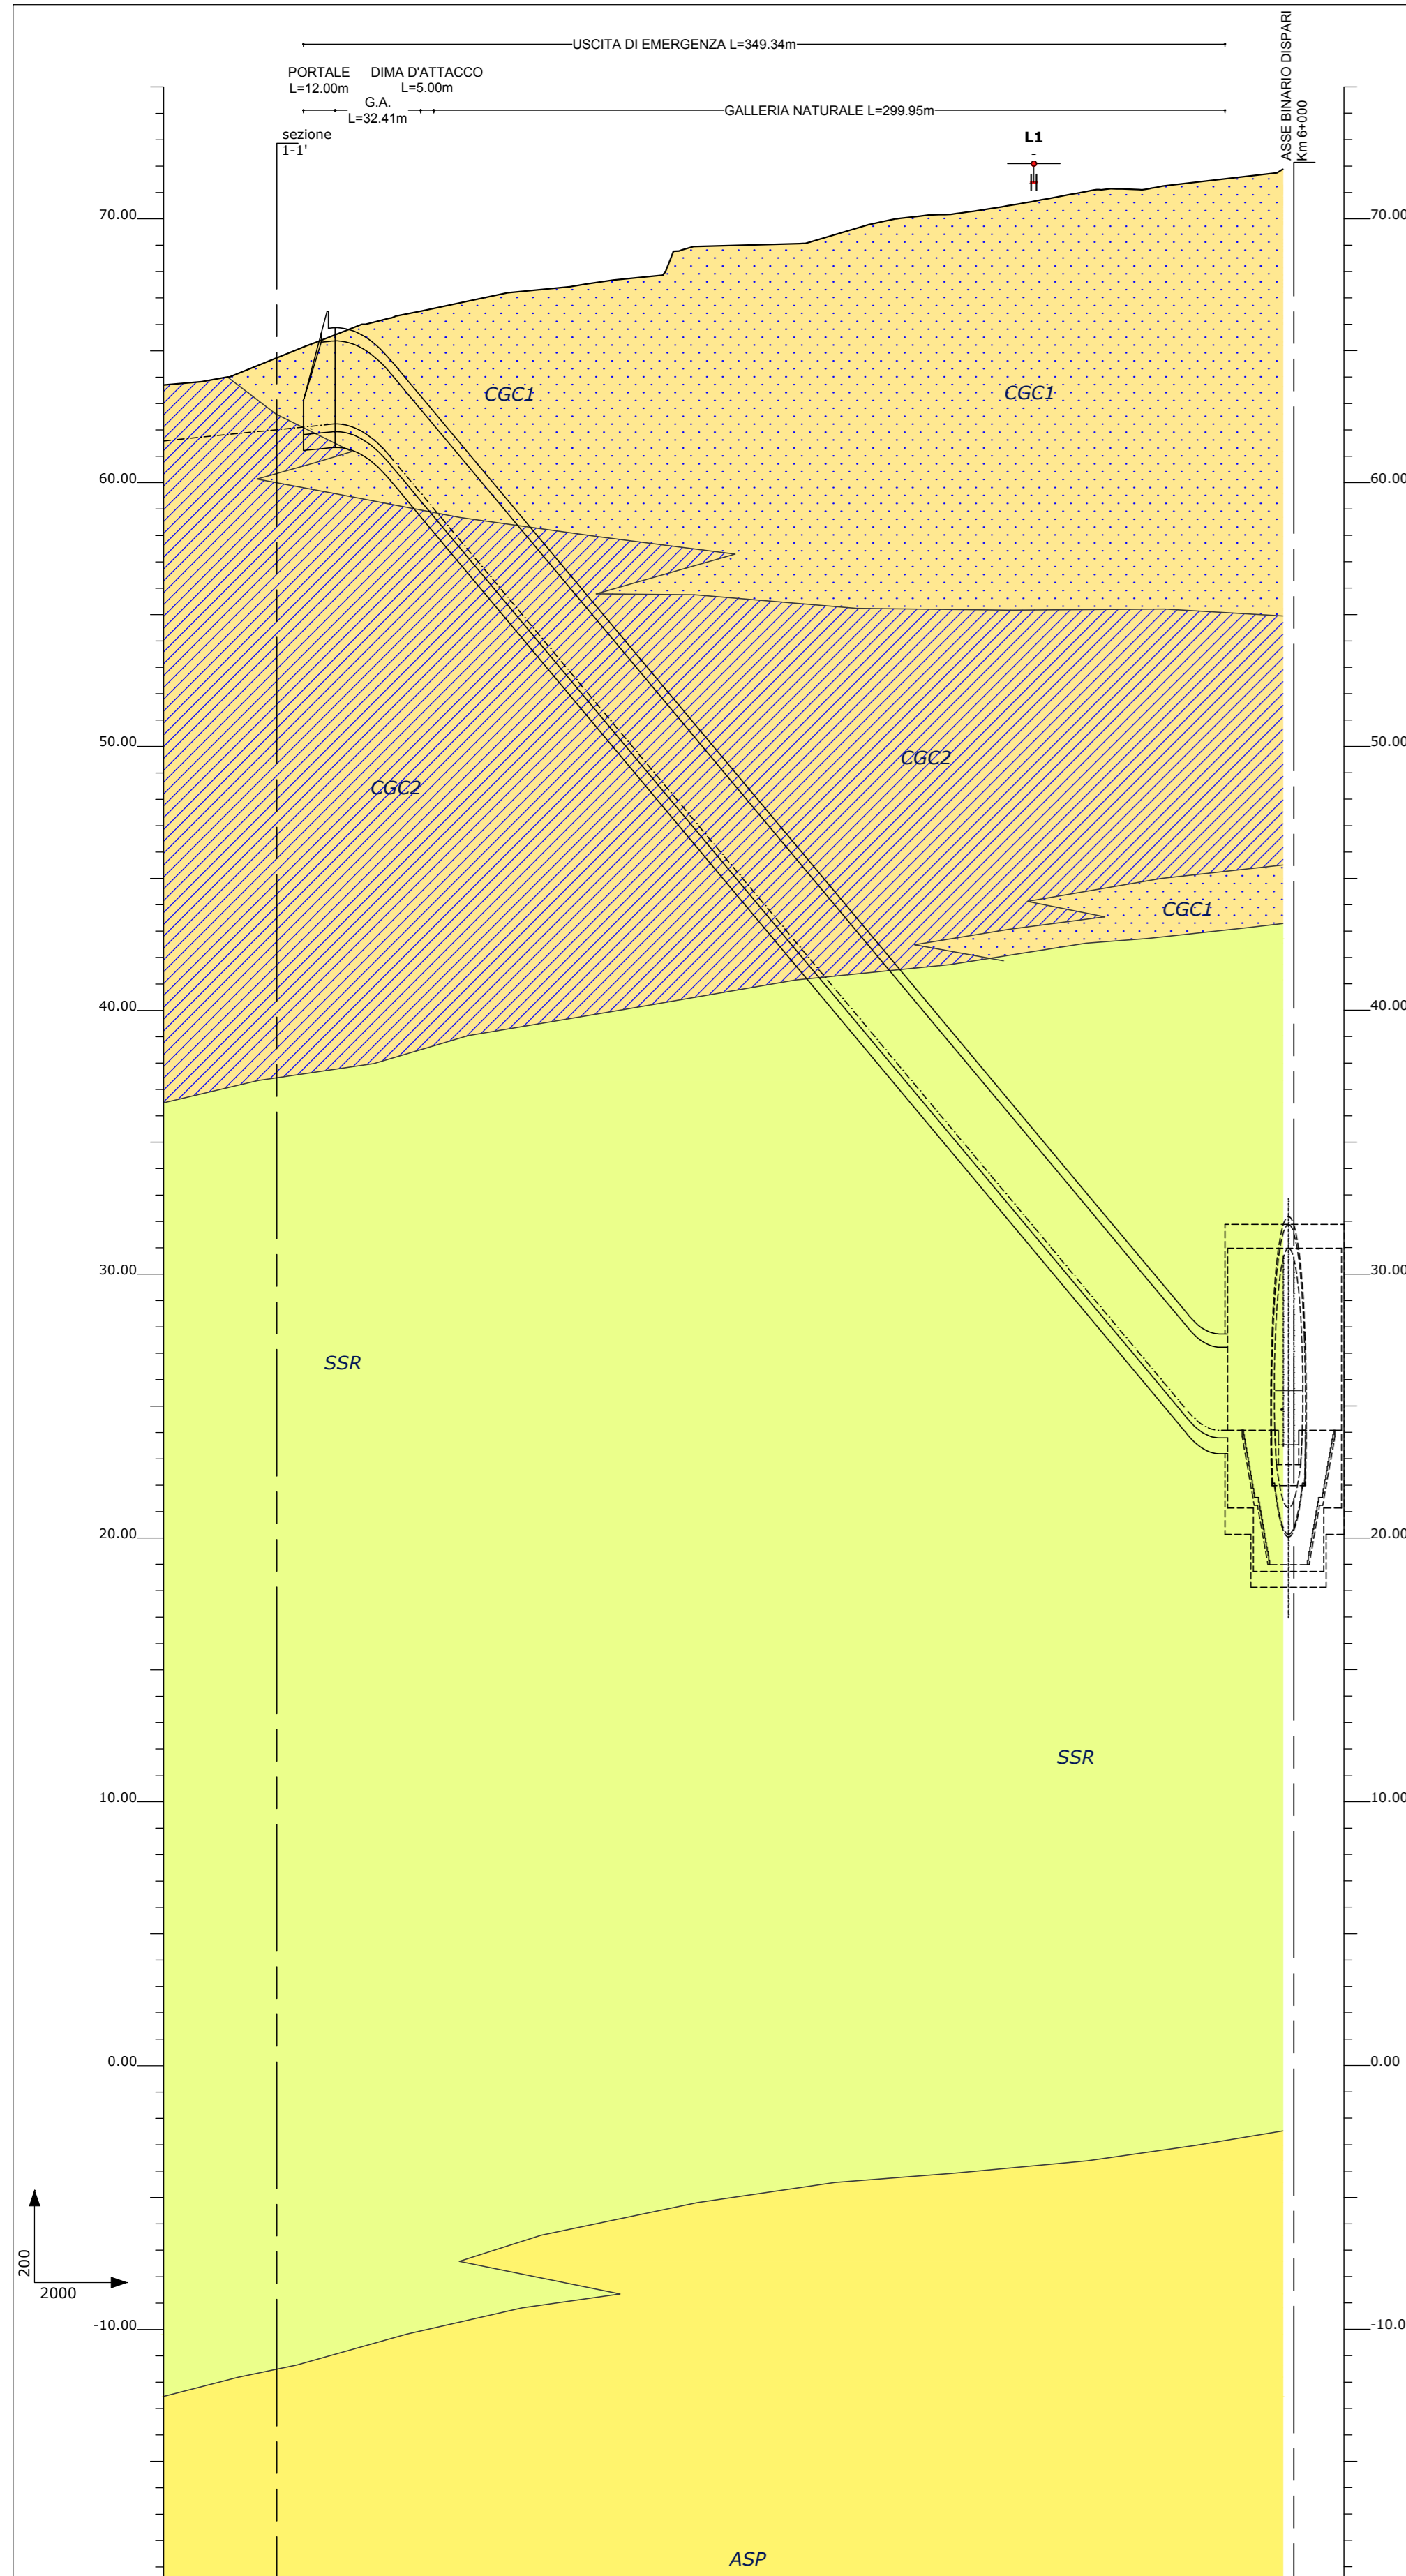 USCITA DI EMERGENZA L=349.34m
PORTALE
L=12.00m
DIMA D'ATTACCO
L=5.00m
G.A.
L=32.41m
GALLERIA NATURALE L=299.95m
ASSE BINARIO DISPARI
Km 6+000
sezione
1-1'
L1
-
70.00
70.00
CGC1
CGC1
60.00
60.00
50.00
50.00
CGC2
CGC2
CGC1
40.00
40.00
30.00
30.00
SSR
20.00
20.00
SSR
10.00
10.00
0.00
0.00
200
2000
-10.00
-10.0
ASP